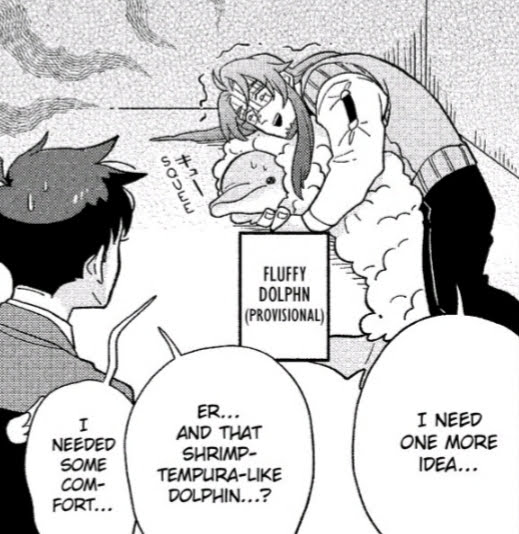 I NEED
ONE MORE
IDEA...
キュー
SQUEE
FLUFFY
DOLPHN
(PROVISIONAL)
ER...
AND THAT
SHRIMP-
TEMPURA-LIKE
DOLPHIN...?
I
NEEDED
SOME
COM-
FORT...